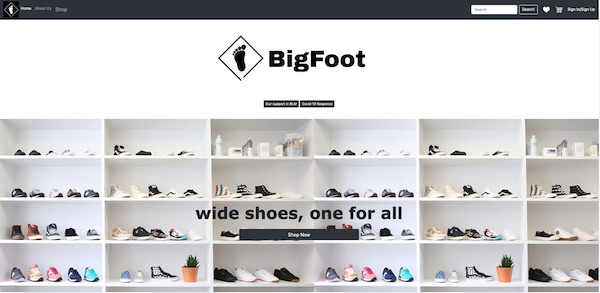 Home About Us Shop Search Search Sign In/Sign Up
BigFoot
Our support in BLM Covid 19 Response
wide shoes, one for all
Shop Now